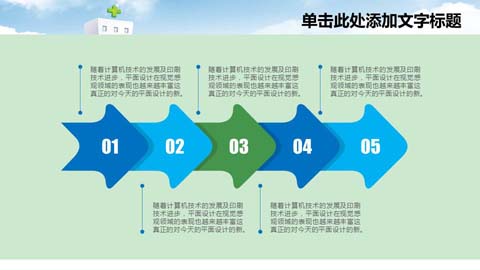 单击此处添加文字标题
随着计算机技术的发展及印刷
技术进步，平面设计在视觉感
观领域的表现也越来越丰富这
真正的对今天的平面设计的新。
随着计算机技术的发展及印刷
技术进步，平面设计在视觉感
观领域的表现也越来越丰富这
真正的对今天的平面设计的新。
随着计算机技术的发展及印刷
技术进步，平面设计在视觉感
观领域的表现也越来越丰富这
真正的对今天的平面设计的新。
01 02 03 04 05
随着计算机技术的发展及印刷
技术进步，平面设计在视觉感
观领域的表现也越来越丰富这
真正的对今天的平面设计的新。
随着计算机技术的发展及印刷
技术进步，平面设计在视觉感
观领域的表现也越来越丰富这
真正的对今天的平面设计的新。